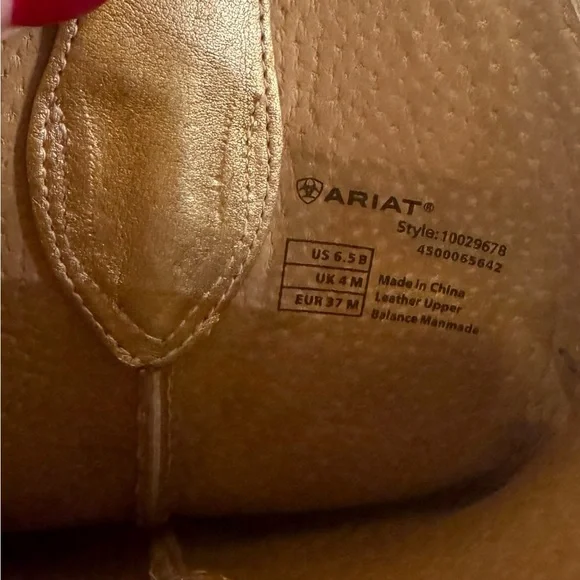 ARIAT®
Style: 10029678
4500065642
US 6.5 B
UK 4 M
EUR 37 M
Made in China
Leather Upper
Balance Manmade